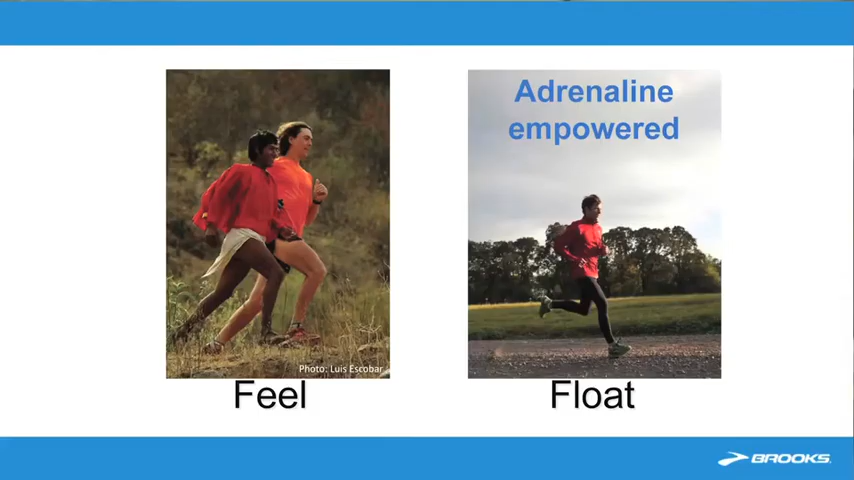 Adrenaline
empowered
Photo: Luis Escobar
Feel
Float
BROOKS